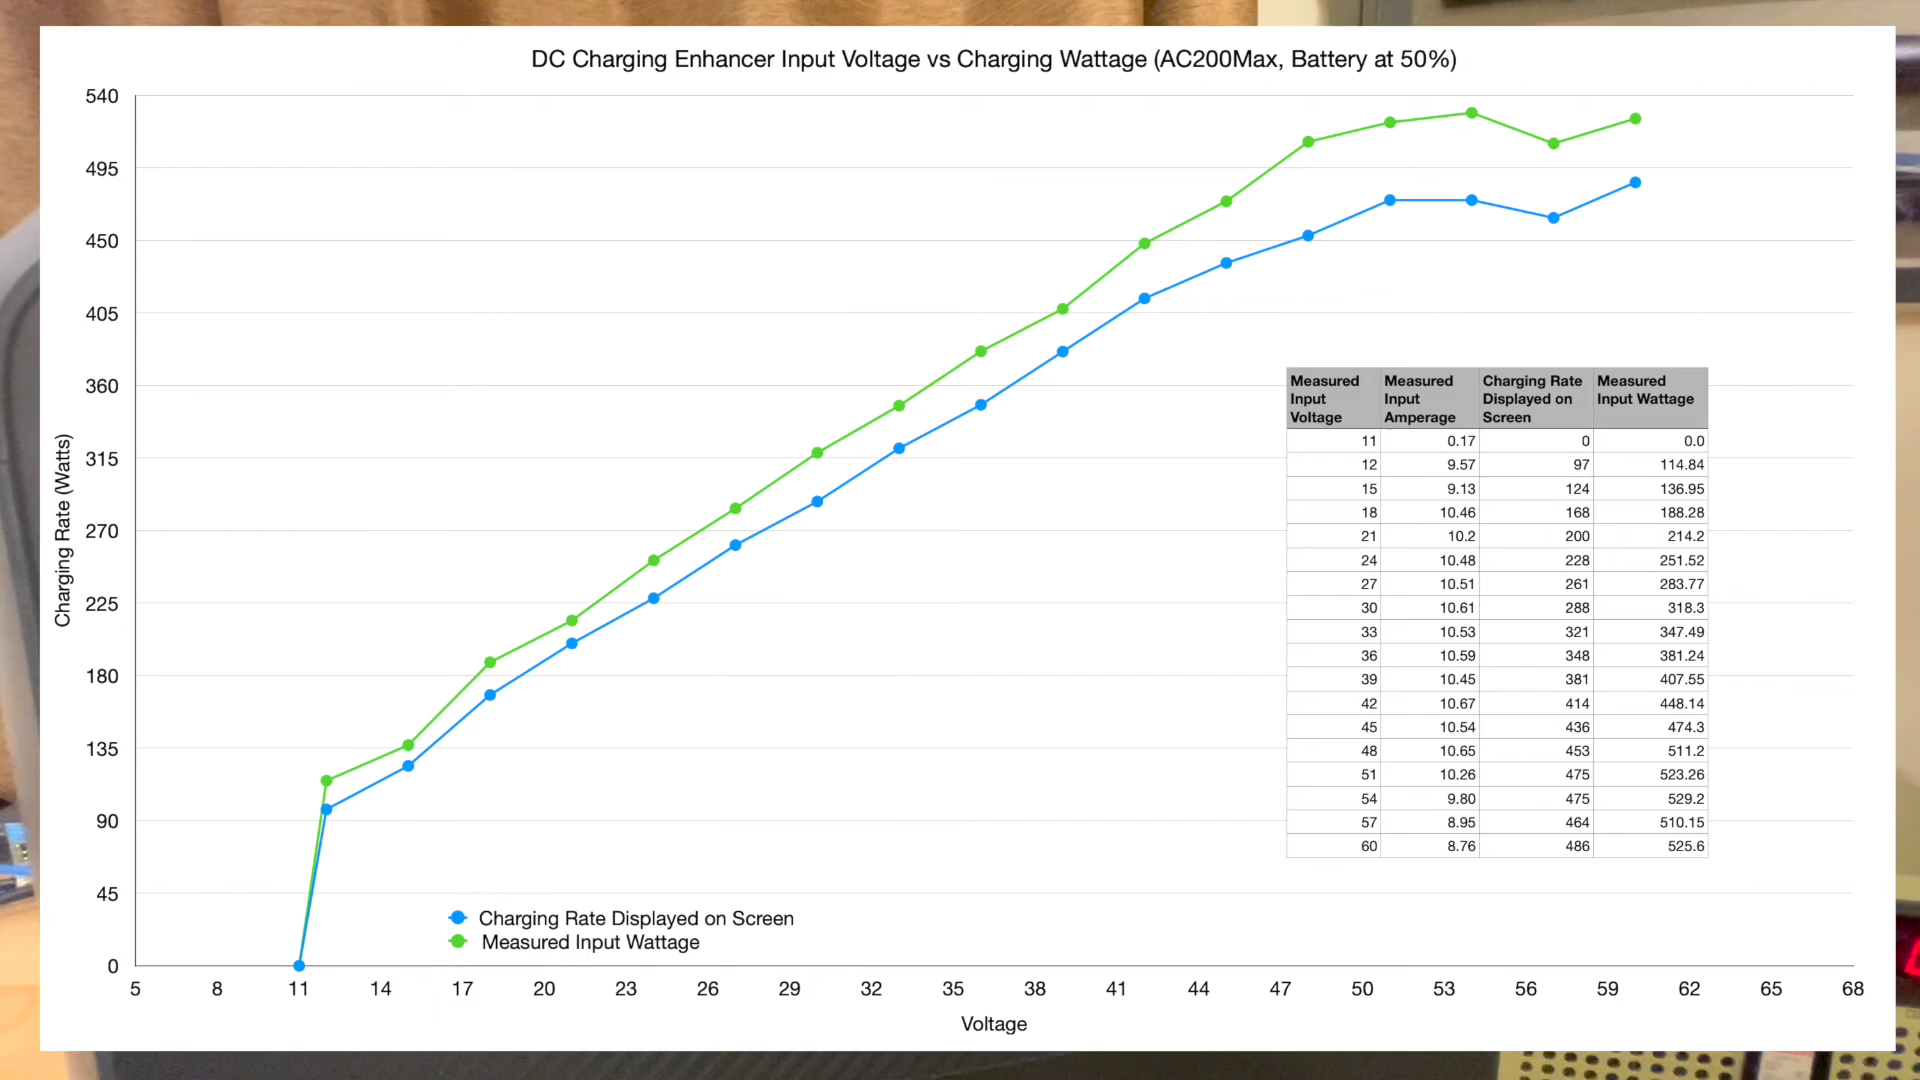 DC Charging Enhancer Input Voltage vs Charging Wattage (AC200Max, Battery at 50%)
540
495
450
405
360
315
270
225
180
135
90
45
0
Charging Rate (Watts)
5 8 11 14 17 20 23 26 29 32 35 38 41 44 47 50 53 56 59 62 65 68
Voltage
Charging Rate Displayed on Screen
Measured Input Wattage
Measured Input Voltage Measured Input Amperage Charging Rate Displayed on Screen Measured Input Wattage
11 0.17 0 0.0
12 9.57 97 114.84
15 9.13 124 136.95
18 10.46 168 188.28
21 10.2 200 214.2
24 10.48 228 251.52
27 10.51 261 283.77
30 10.61 288 318.3
33 10.53 321 347.49
36 10.59 348 381.24
39 10.45 381 407.55
42 10.67 414 448.14
45 10.54 436 474.3
48 10.65 453 511.2
51 10.26 475 523.26
54 9.80 475 529.2
57 8.95 464 510.15
60 8.76 486 525.6